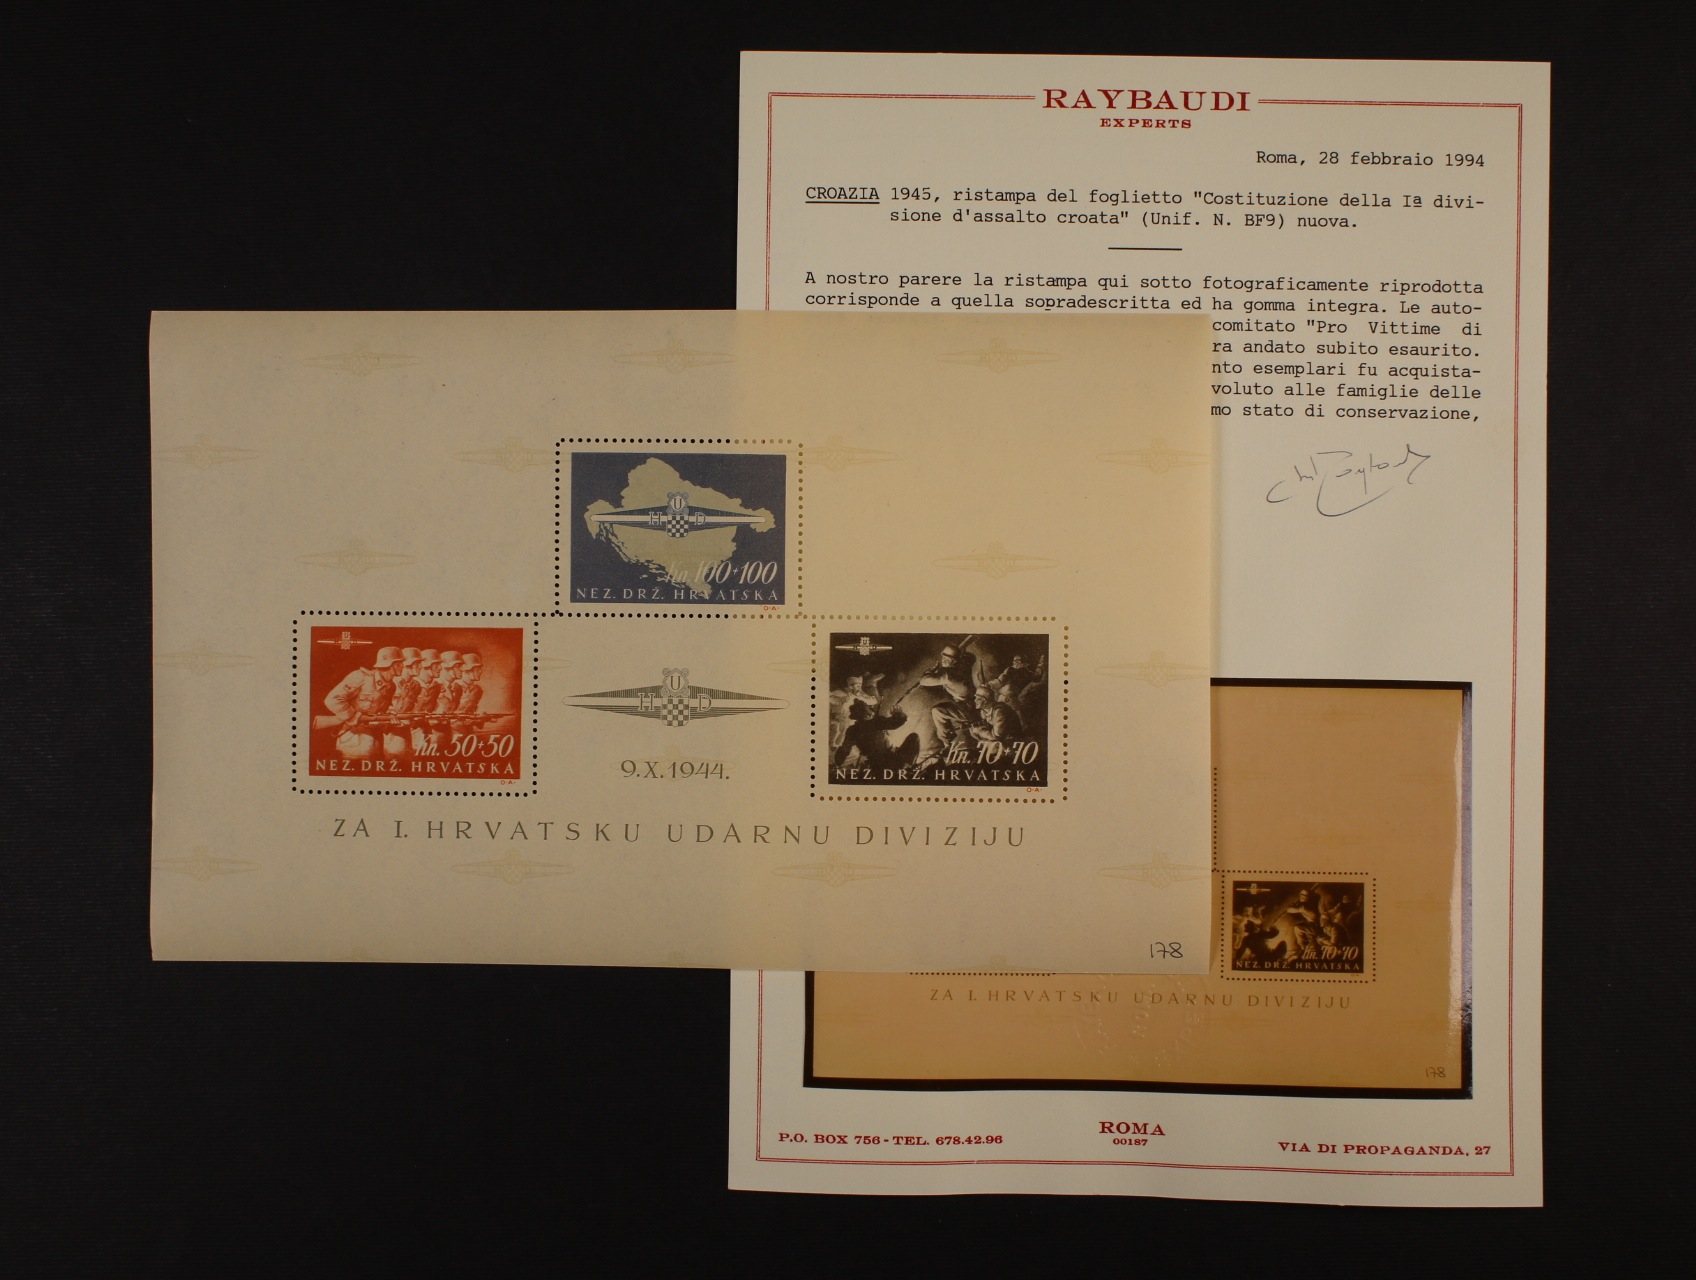 RAYBAUDI
EXPERTS
Roma, 28 febbraio 1994
CROAZIA 1945, ristampa del foglietto "Costituzione della Iª divi-
sione d'assalto croata" (Unif. N. BF9) nuova.
A nostro parere la ristampa qui sotto fotograficamente riprodotta
corrisponde a quella sopradescritta ed ha gomma integra. Le auto-
comitato "Pro Vittime di
ra andato subito esaurito.
nto esemplari fu acquista-
voluto alle famiglie delle
mo stato di conservazione,
U
H D
Kn. 100+100
NEZ. DRŽ. HRVATSKA
O·A·
Kn. 50+50
NEZ. DRŽ. HRVATSKA
O·A·
U
H D
9.X.1944.
Kn. 70+70
NEZ. DRŽ. HRVATSKA
O·A·
ZA I. HRVATSKU UDARNU DIVIZIJU
178
Kn. 70+70
NEZ. DRŽ. HRVATSKA
ZA I. HRVATSKU UDARNU DIVIZIJU
178
P.O. BOX 756 - TEL. 678.42.96
ROMA
00187
VIA DI PROPAGANDA, 27